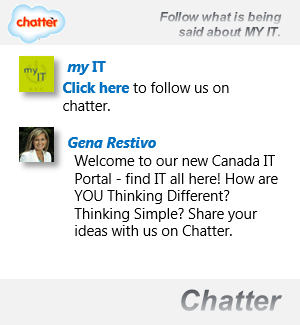 chatter
Follow what is being
said about MY IT.
my IT
my IT
Click here to follow us on
chatter.
Gena Restivo
Welcome to our new Canada IT
Portal - find IT all here! How are
YOU Thinking Different?
Thinking Simple? Share your
ideas with us on Chatter.
Chatter